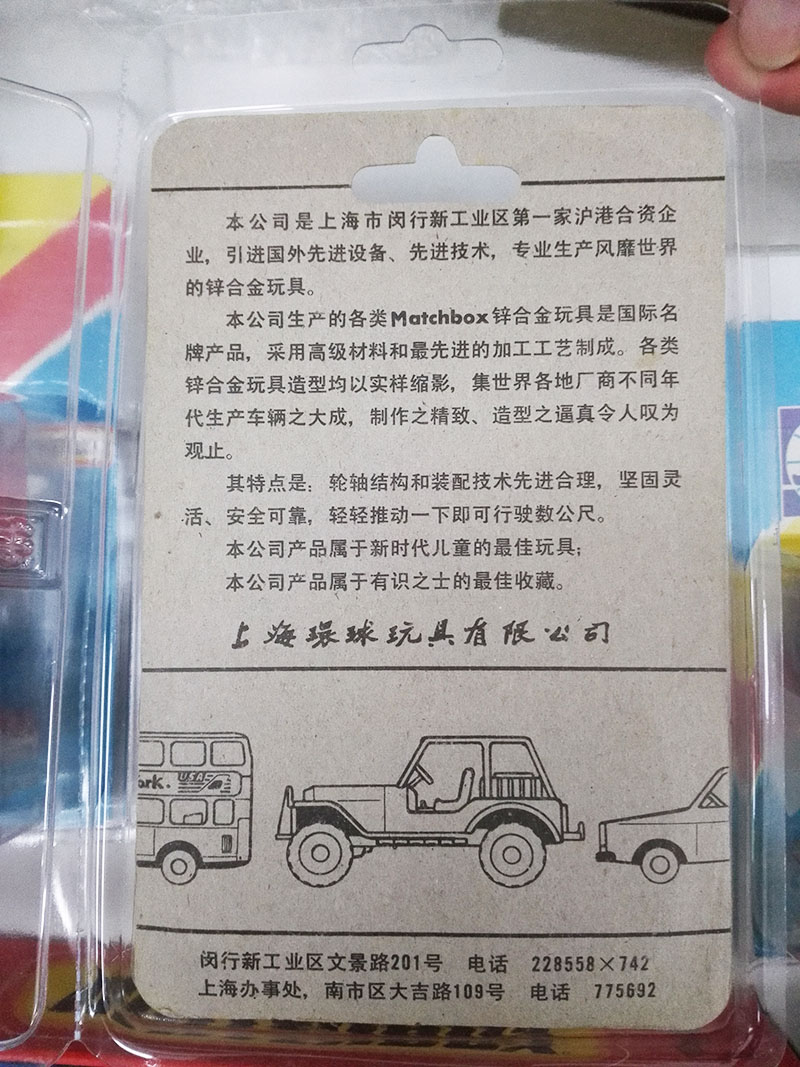 本公司是上海市闵行新工业区第一家沪港合资企
业，引进国外先进设备、先进技术，专业生产风靡世界
的锌合金玩具。
本公司生产的各类Matchbox锌合金玩具是国际名
牌产品，采用高级材料和最先进的加工工艺制成。各类
锌合金玩具造型均以实样缩影，集世界各地厂商不同年
代生产车辆之大成，制作之精致、造型之逼真令人叹为
观止。
其特点是：轮轴结构和装配技术先进合理，坚固灵
活、安全可靠，轻轻推动一下即可行驶数公尺。
本公司产品属于新时代儿童的最佳玩具；
本公司产品属于有识之士的最佳收藏。
上海环球玩具有限公司
ork. USA
闵行新工业区文景路201号 电话 228558×742
上海办事处，南市区大吉路109号 电话 775692